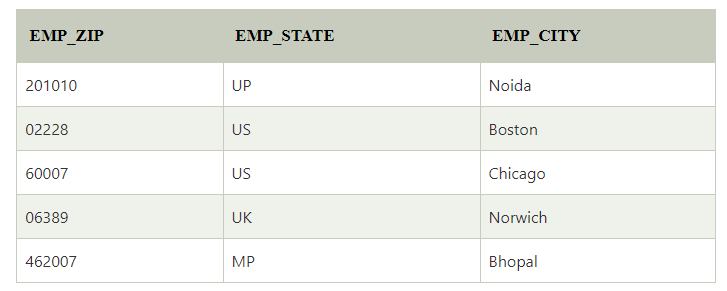 EMP_ZIP EMP_STATE EMP_CITY
201010 UP Noida
02228 US Boston
60007 US Chicago
06389 UK Norwich
462007 MP Bhopal